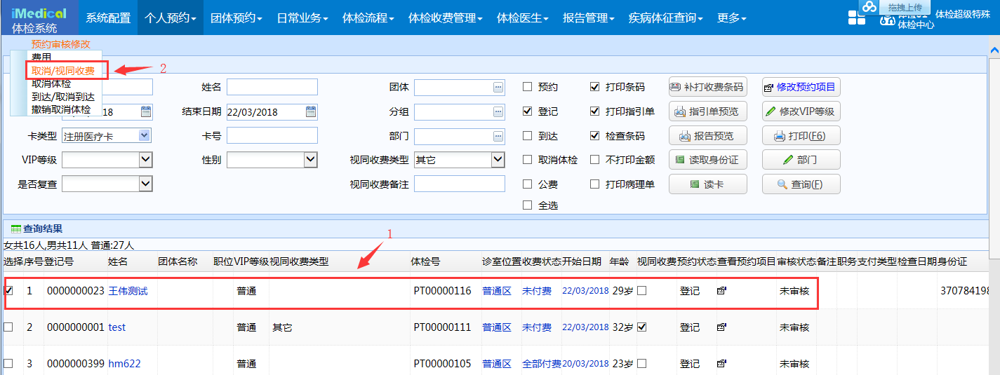 iMedical
体检系统
系统配置 个人预约 团体预约 日常业务 体检流程 体检收费管理 体检医生 报告管理 疾病体征查询 更多
拖拽上传
体检超级特殊
体检中心
预约审核修改
费用
取消/视同收费
2
取消体检
到达/取消到达
撤销取消体检
姓名 团体 预约 打印条码 补打收费条码 修改预约项目
2018 结束日期 22/03/2018 分组 登记 打印指引单 指引单预览 修改VIP等级
卡类型 注册医疗卡 卡号 部门 到达 检查条码 报告预览 打印(F6)
VIP等级 性别 视同收费类型 其它 取消体检 不打印金额 读取身份证 部门
是否复查 视同收费备注 公费 打印病理单 读卡 查询(F)
全选
查询结果
1
女共16人,男共11人 普通:27人
选择 序号 登记号 姓名 团体名称 职位 VIP等级 视同收费类型 体检号 诊室位置 收费状态 开始日期 年龄 视同收费 预约状态 查看预约项目 审核状态 备注 职务 支付类型 检查日期 身份证
1 0000000023 王伟测试 普通 PT00000116 普通区 未付费 22/03/2018 29岁 登记 未审核 370784198
2 0000000001 test 普通 其它 PT00000111 普通区 未付费 22/03/2018 32岁 登记 未审核
3 0000000399 hm622 普通 PT00000105 普通区 全部付费 20/03/2018 23岁 登记 未审核